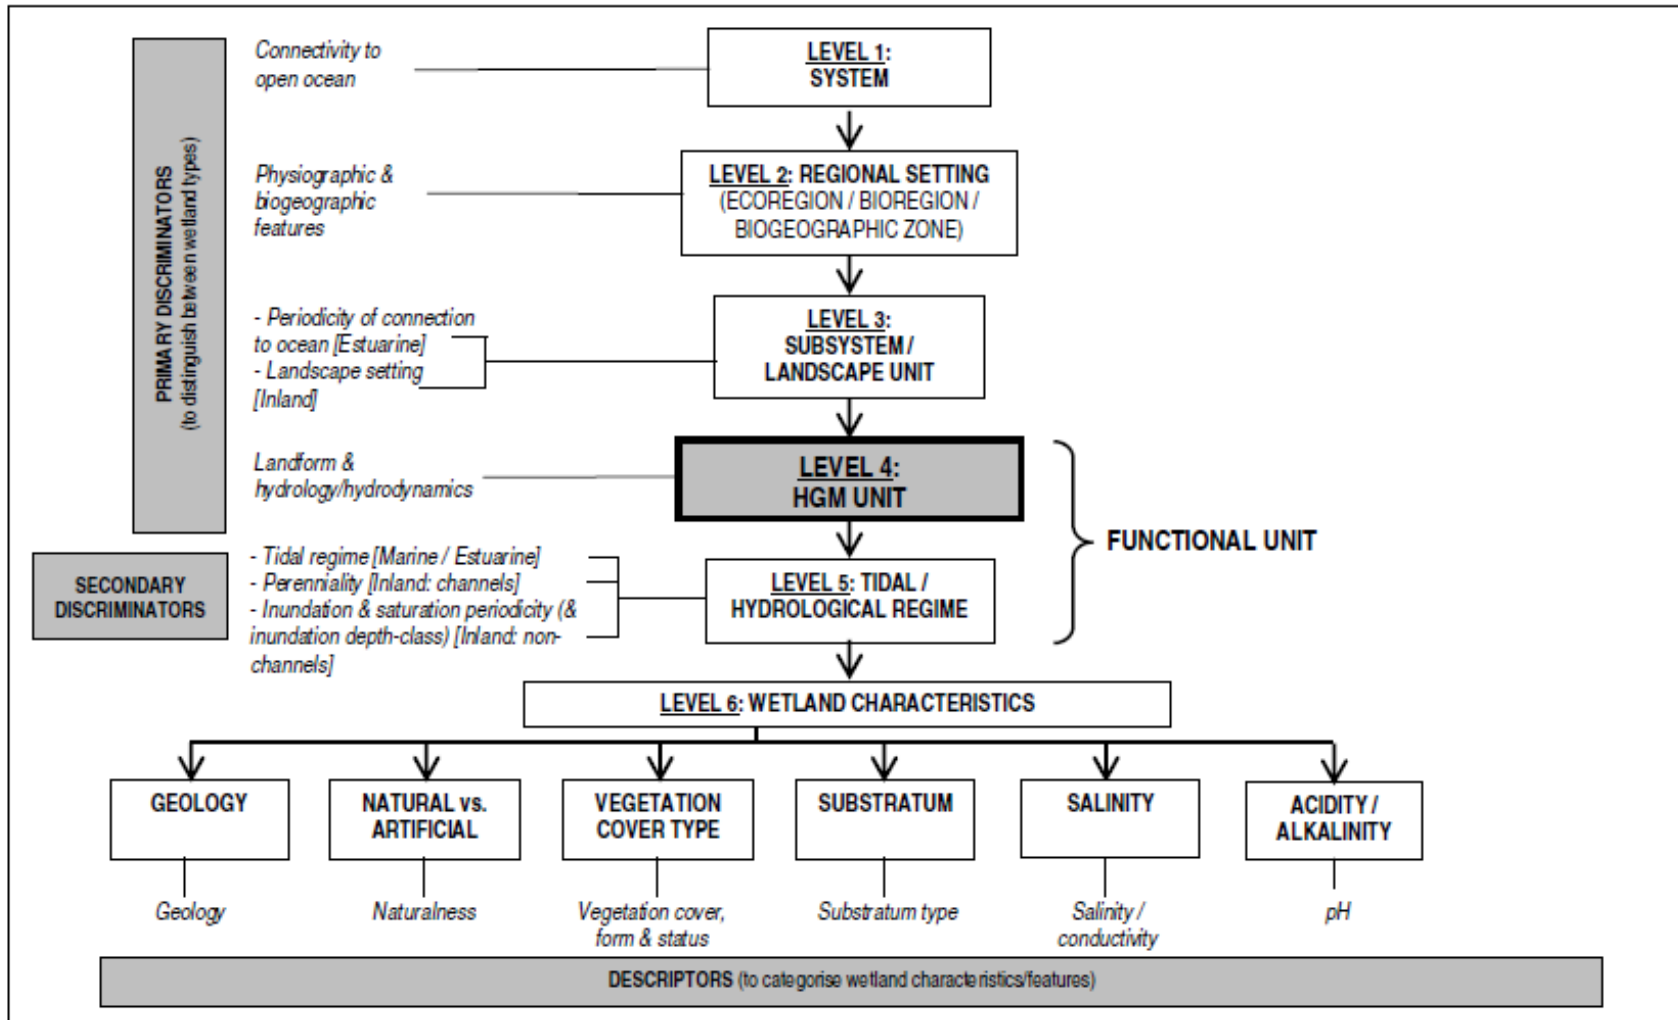 PRIMARY DISCRIMINATORS
(to distinguish between wetland types)
Connectivity to
open ocean
LEVEL 1:
SYSTEM
Physiographic &
biogeographic
features
LEVEL 2: REGIONAL SETTING
(ECOREGION / BIOREGION /
BIOGEOGRAPHIC ZONE)
- Periodicity of connection
to ocean [Estuarine]
- Landscape setting
[Inland]
LEVEL 3:
SUBSYSTEM /
LANDSCAPE UNIT
Landform &
hydrology/hydrodynamics
LEVEL 4:
HGM UNIT
FUNCTIONAL UNIT
SECONDARY
DISCRIMINATORS
- Tidal regime [Marine / Estuarine]
- Perenniality [Inland: channels]
- Inundation & saturation periodicity (&
inundation depth-class) [Inland: non-
channels]
LEVEL 5: TIDAL /
HYDROLOGICAL REGIME
LEVEL 6: WETLAND CHARACTERISTICS
GEOLOGY
NATURAL vs.
ARTIFICIAL
VEGETATION
COVER TYPE
SUBSTRATUM
SALINITY
ACIDITY /
ALKALINITY
Geology
Naturalness
Vegetation cover,
form & status
Substratum type
Salinity /
conductivity
pH
DESCRIPTORS (to categorise wetland characteristics/features)